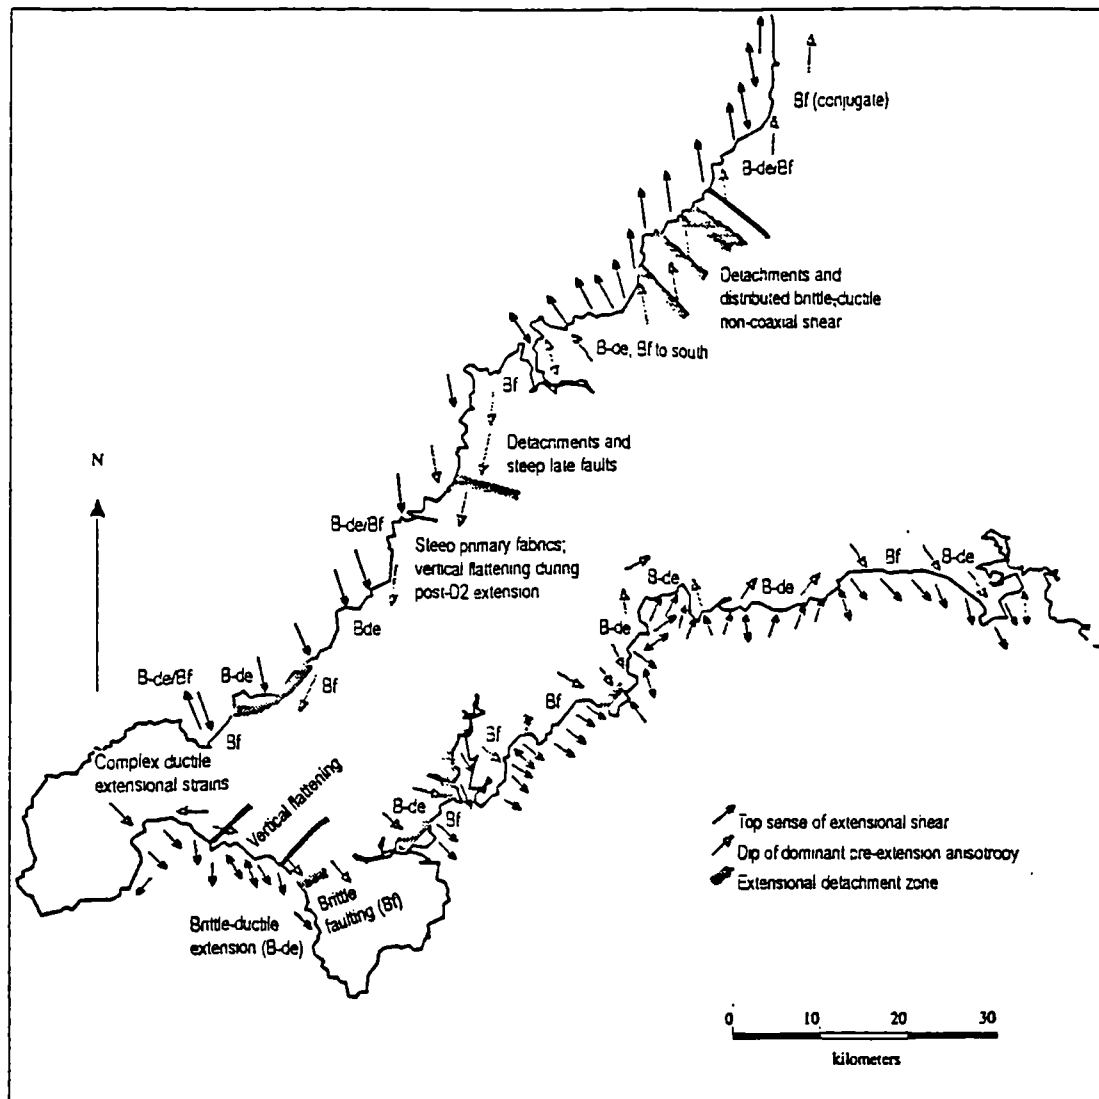 Bf (conjugate)
B-de/Bf
Detachments and
distributed brittle-ductile
non-coaxial shear
B-de, Bf to south
Bf
Detachments and
steep late faults
N
B-de/Bf
Steep primary fabrics;
vertical flattening during
post-D2 extension
Bde
B-de
Bf
B-de
B-de
Bf
B-de
B-de
B-de/Bf
Bf
Bf
Bf
Complex ductile
extensional strains
Vertical flattening
B-de
Bf
Top sense of extensional shear
Dip of dominant pre-extension anisotropy
Extensional detachment zone
Brittle
faulting (Bf)
Brittle-ductile
extension (B-de)
0 10 20 30
kilometers